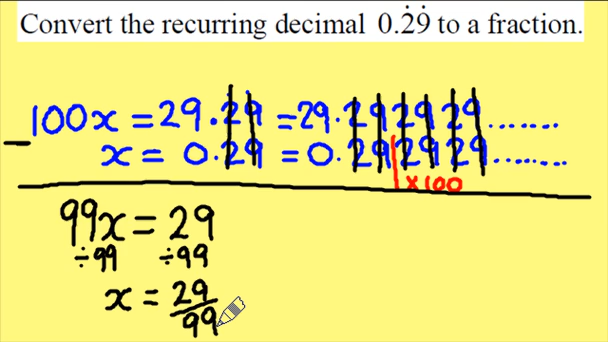 Convert the recurring decimal 0.2̇9̇ to a fraction.
100x = 29.29 = 29.292929.......
− x = 0.29 = 0.292929.......
×100
99x = 29
÷99 ÷99
x = 29/99